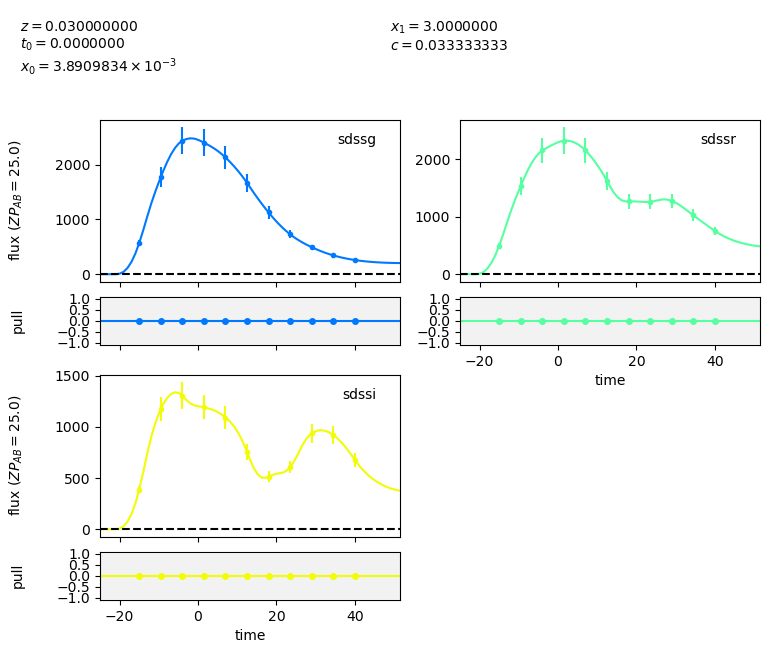 z = 0.030000000
t₀ = 0.0000000
x₀ = 3.8909834 × 10⁻³
x₁ = 3.0000000
c = 0.033333333
flux (ZP_AB = 25.0)
sdssg
2000
1000
0
sdssr
2000
1000
0
pull
1.0
0.5
0.0
−0.5
−1.0
1.0
0.5
0.0
−0.5
−1.0
−20 0 20 40
time
flux (ZP_AB = 25.0)
sdssi
1500
1000
500
0
pull
1.0
0.5
0.0
−0.5
−1.0
−20 0 20 40
time